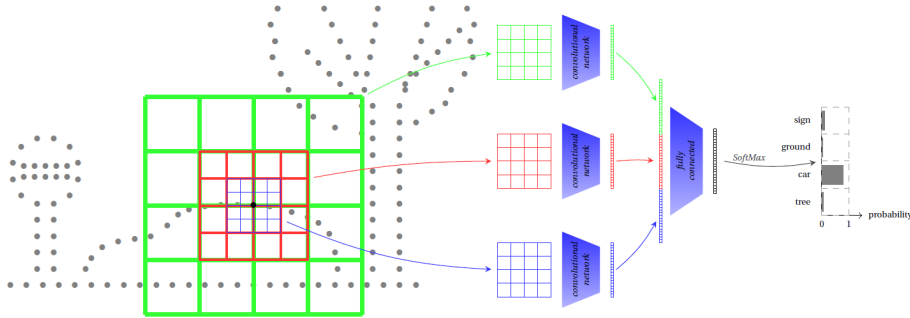 convolutional
network
convolutional
network
convolutional
network
fully
connected
SoftMax
sign
ground
car
tree
0
1
probability